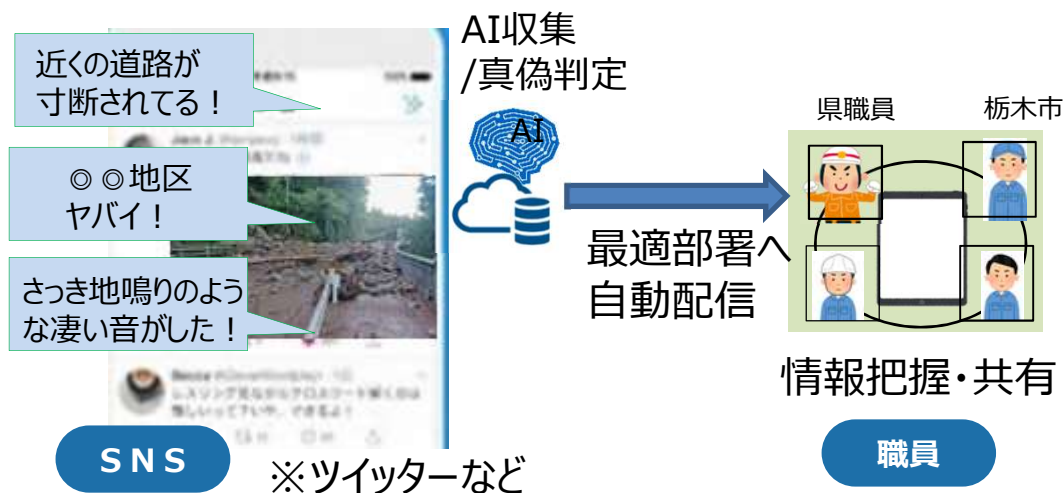 近くの道路が
寸断されてる！
◎◎地区
ヤバイ！
さっき地鳴りのよう
な凄い音がした！
AI収集
/真偽判定
AI
最適部署へ
自動配信
県職員
栃木市
情報把握・共有
SNS
※ツイッターなど
職員